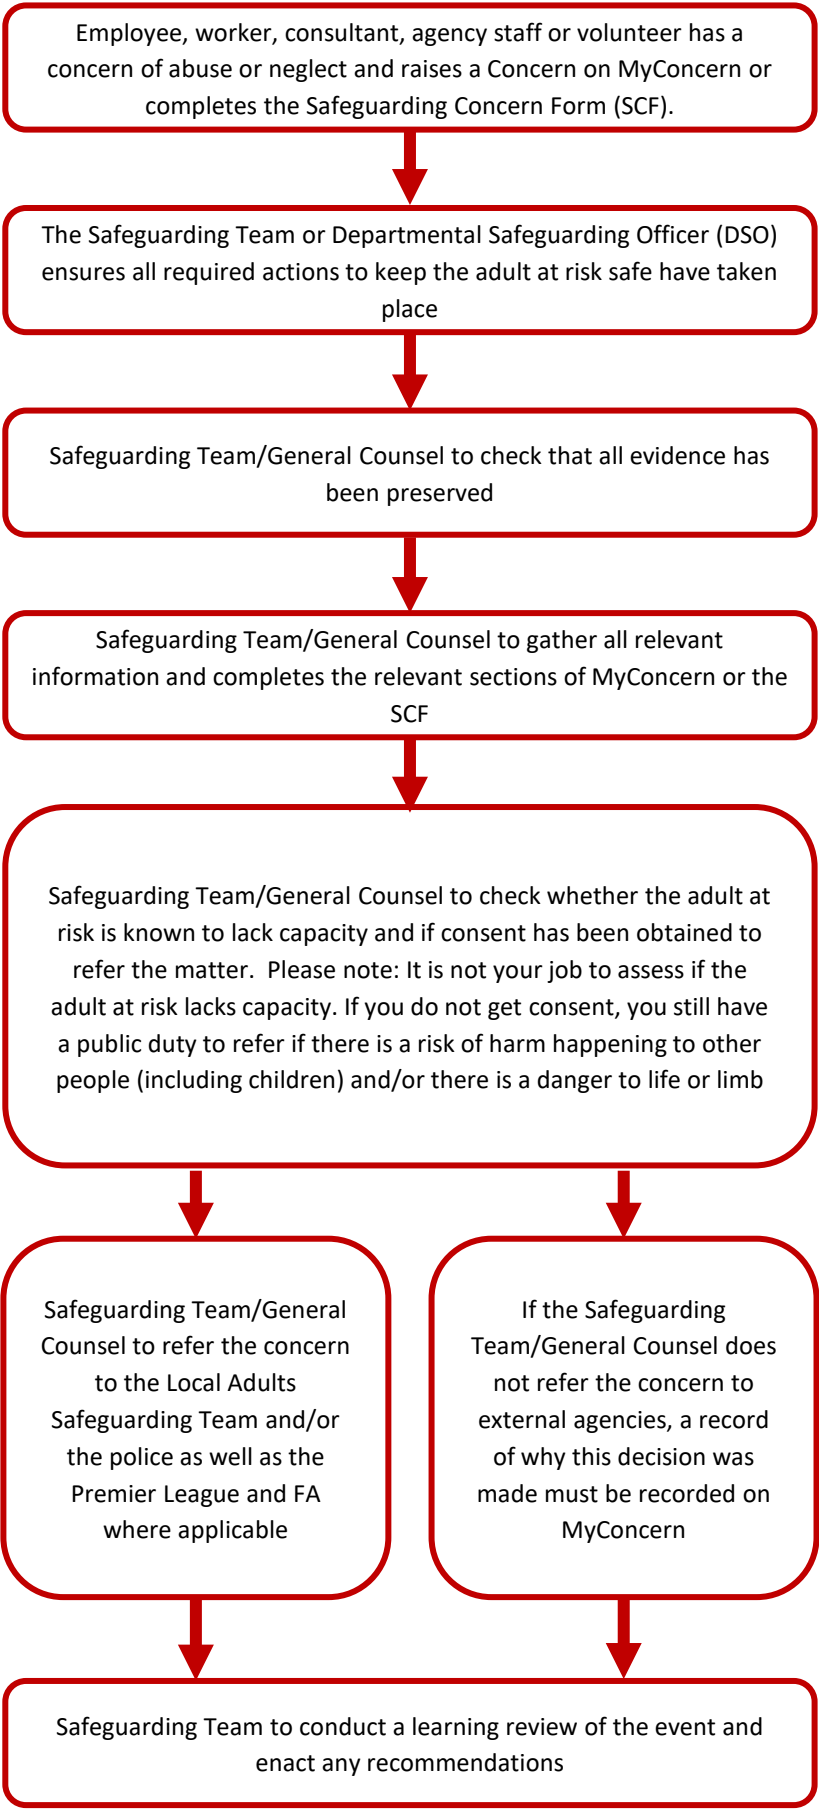 Employee, worker, consultant, agency staff or volunteer has a
concern of abuse or neglect and raises a Concern on MyConcern or
completes the Safeguarding Concern Form (SCF).
The Safeguarding Team or Departmental Safeguarding Officer (DSO)
ensures all required actions to keep the adult at risk safe have taken
place
Safeguarding Team/General Counsel to check that all evidence has
been preserved
Safeguarding Team/General Counsel to gather all relevant
information and completes the relevant sections of MyConcern or the
SCF
Safeguarding Team/General Counsel to check whether the adult at
risk is known to lack capacity and if consent has been obtained to
refer the matter.  Please note: It is not your job to assess if the
adult at risk lacks capacity. If you do not get consent, you still have
a public duty to refer if there is a risk of harm happening to other
people (including children) and/or there is a danger to life or limb
Safeguarding Team/General
Counsel to refer the concern
to the Local Adults
Safeguarding Team and/or
the police as well as the
Premier League and FA
where applicable
If the Safeguarding
Team/General Counsel does
not refer the concern to
external agencies, a record
of why this decision was
made must be recorded on
MyConcern
Safeguarding Team to conduct a learning review of the event and
enact any recommendations